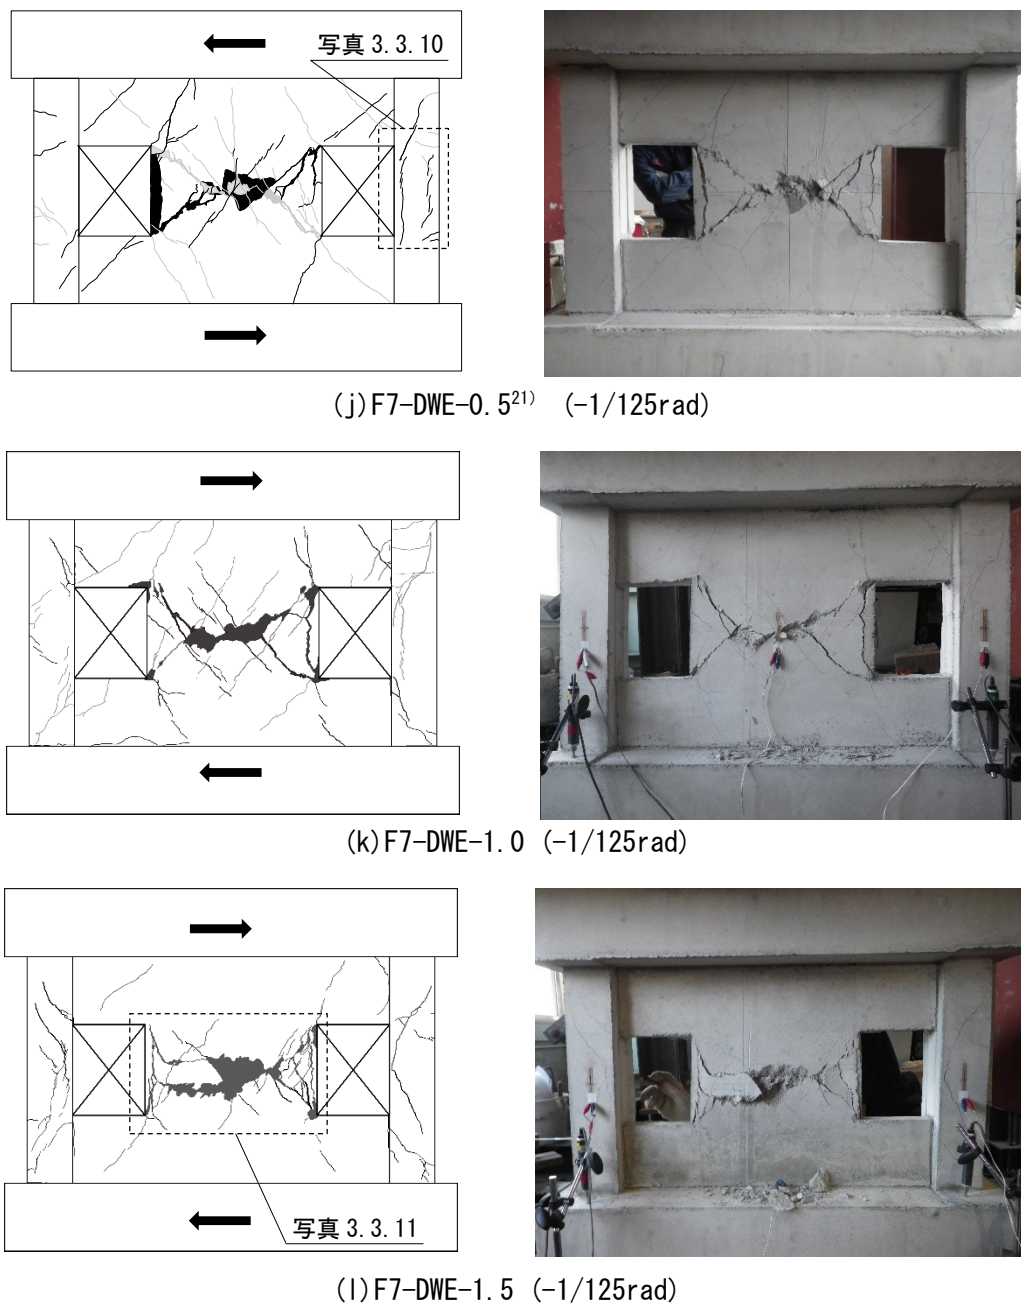 写真 3.3.10
(j)F7-DWE-0.5²¹⁾ (-1/125rad)
(k)F7-DWE-1.0 (-1/125rad)
写真 3.3.11
(l)F7-DWE-1.5 (-1/125rad)